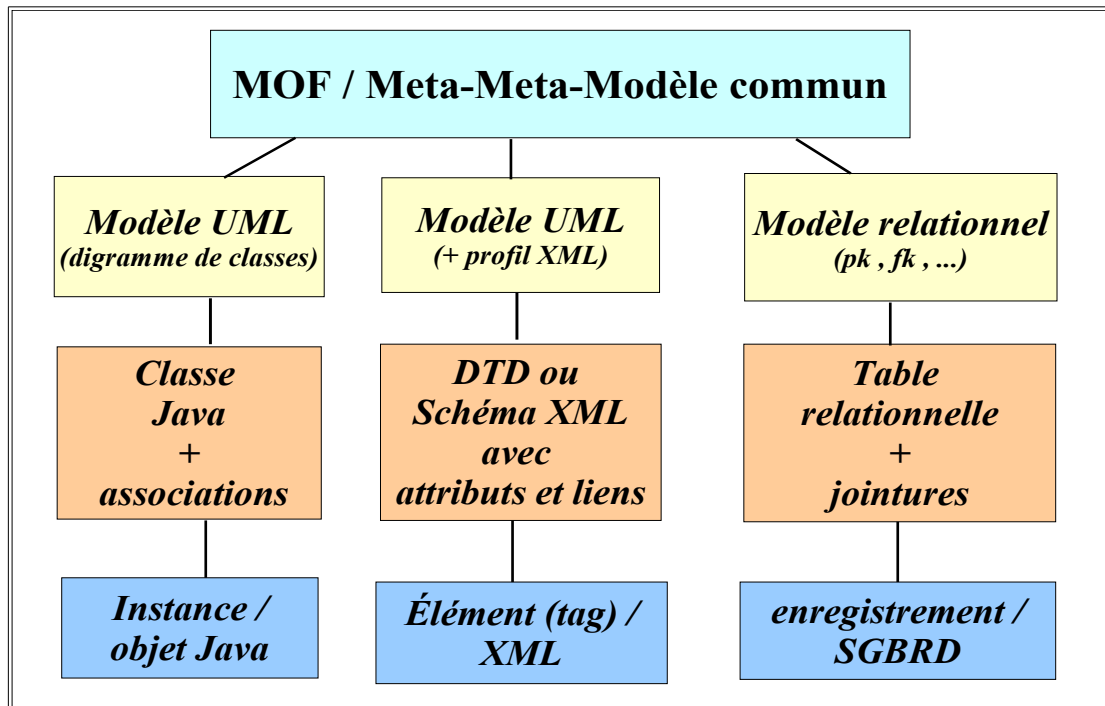 MOF / Meta-Meta-Modèle commun
Modèle UML
(digramme de classes)
Modèle UML
(+ profil XML)
Modèle relationnel
(pk , fk , ...)
Classe
Java
+
associations
DTD ou
Schéma XML
avec
attributs et liens
Table
relationnelle
+
jointures
Instance /
objet Java
Élément (tag) /
XML
enregistrement /
SGBRD